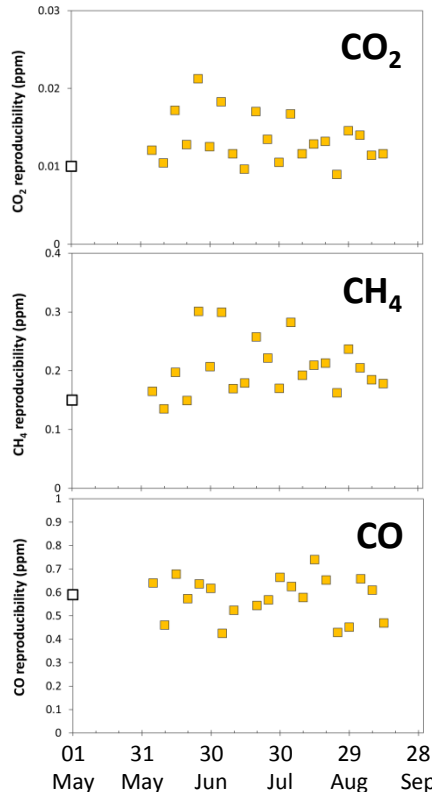 0.03
0.02
0.01
0
CO₂ reproducibility (ppm)
CO₂
0.4
0.3
0.2
0.1
0
CH₄ reproducibility (ppm)
CH₄
1
0.9
0.8
0.7
0.6
0.5
0.4
0.3
0.2
0.1
0
CO reproducibility (ppm)
CO
01 31 30 30 29 28
May May Jun Jul Aug Sep